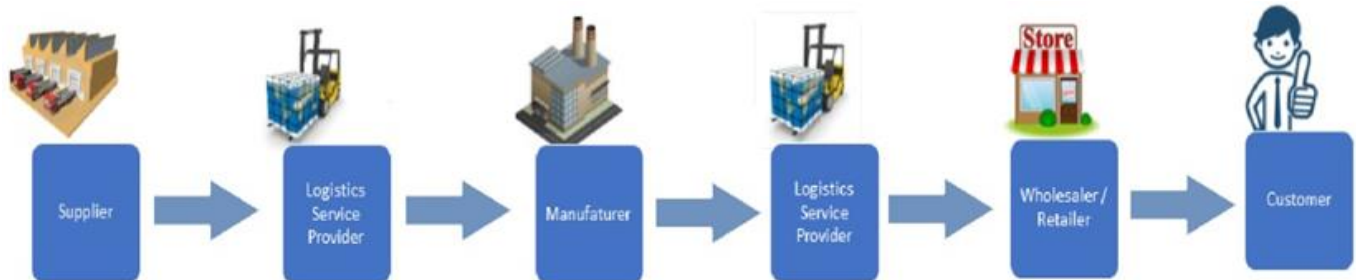 Store
Supplier
Logistics
Service
Provider
Manufaturer
Logistics
Service
Provider
Wholesaler /
Retailer
Customer